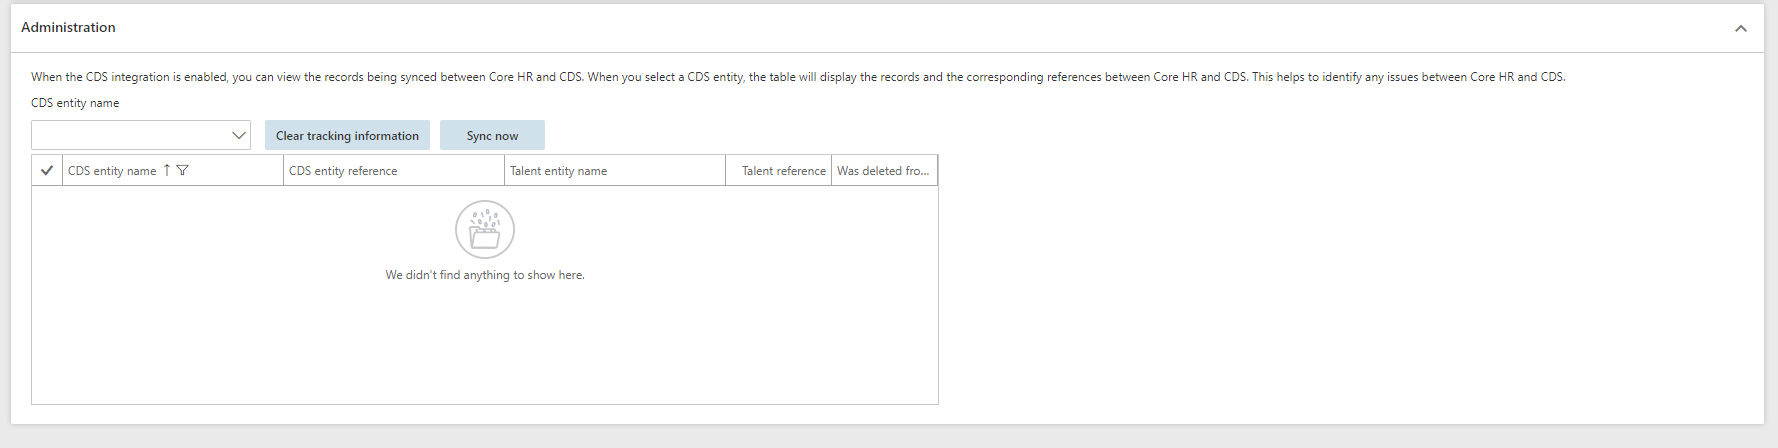 Administration
When the CDS integration is enabled, you can view the records being synced between Core HR and CDS. When you select a CDS entity, the table will display the records and the corresponding references between Core HR and CDS. This helps to identify any issues between Core HR and CDS.
CDS entity name
Clear tracking information Sync now
CDS entity name CDS entity reference Talent entity name Talent reference Was deleted fro...
We didn't find anything to show here.